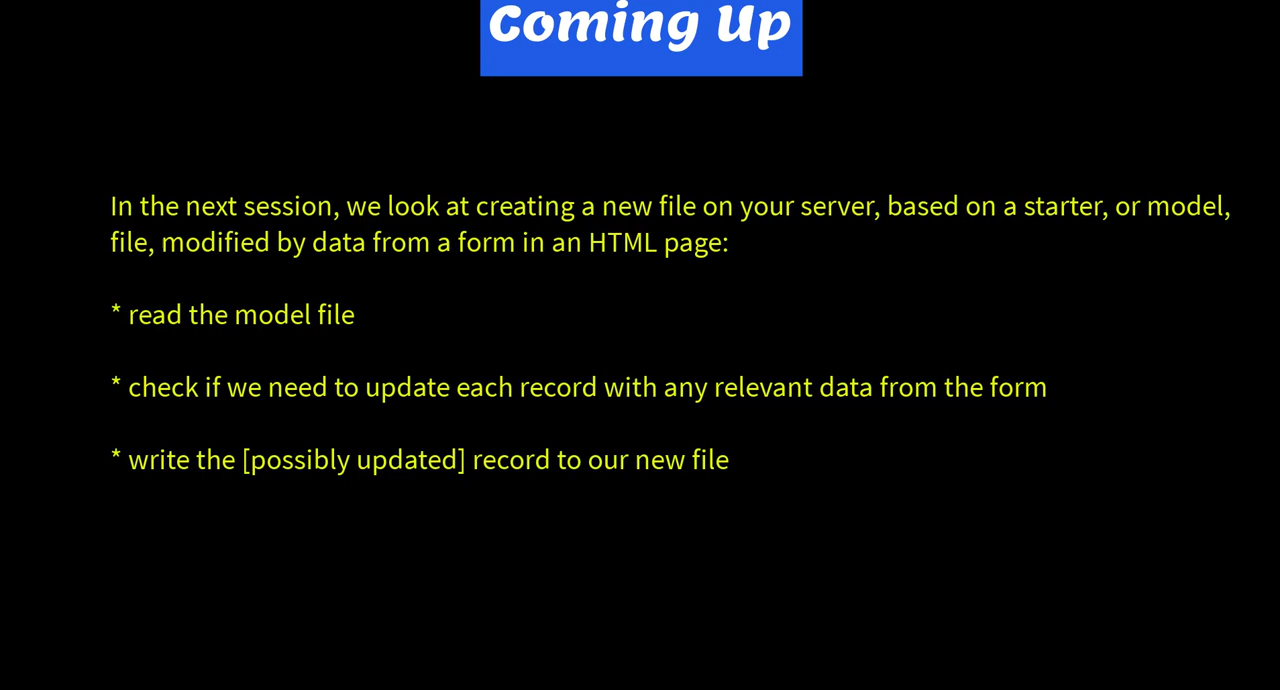 Coming Up
In the next session, we look at creating a new file on your server, based on a starter, or model,
file, modified by data from a form in an HTML page:
* read the model file
* check if we need to update each record with any relevant data from the form
* write the [possibly updated] record to our new file